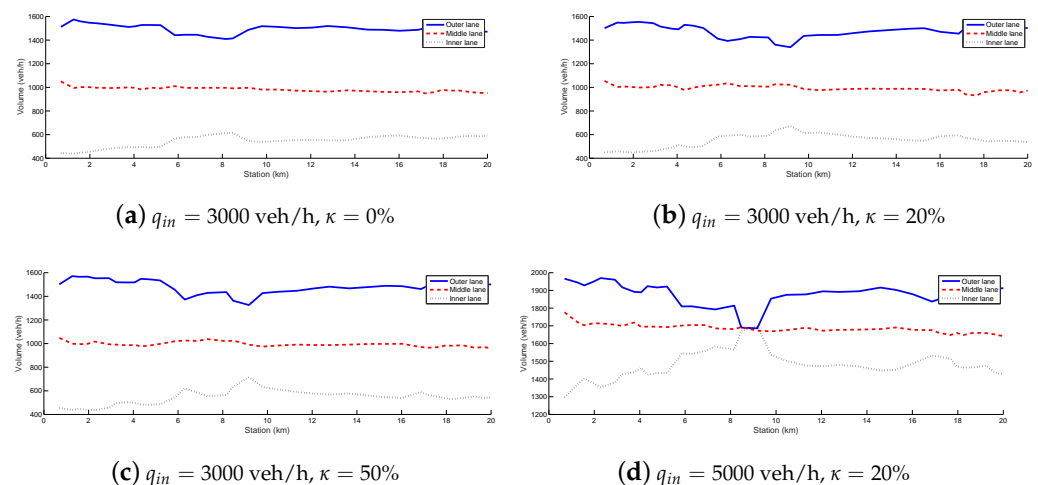 1600
1400
1200
1000
800
600
400
0 2 4 6 8 10 12 14 16 18 20
Station (km)
Volume (veh/h)
Outer lane
Middle lane
Inner lane
(a) q_in = 3000 veh/h, κ = 0%
1600
1400
1200
1000
800
600
400
0 2 4 6 8 10 12 14 16 18 20
Station (km)
Volume (veh/h)
Outer lane
Middle lane
Inner lane
(b) q_in = 3000 veh/h, κ = 20%
1600
1400
1200
1000
800
600
400
0 2 4 6 8 10 12 14 16 18 20
Station (km)
Volume (veh/h)
Outer lane
Middle lane
Inner lane
(c) q_in = 3000 veh/h, κ = 50%
2000
1900
1800
1700
1600
1500
1400
1300
1200
0 2 4 6 8 10 12 14 16 18 20
Station (km)
Volume (veh/h)
Outer lane
Middle lane
Inner lane
(d) q_in = 5000 veh/h, κ = 20%